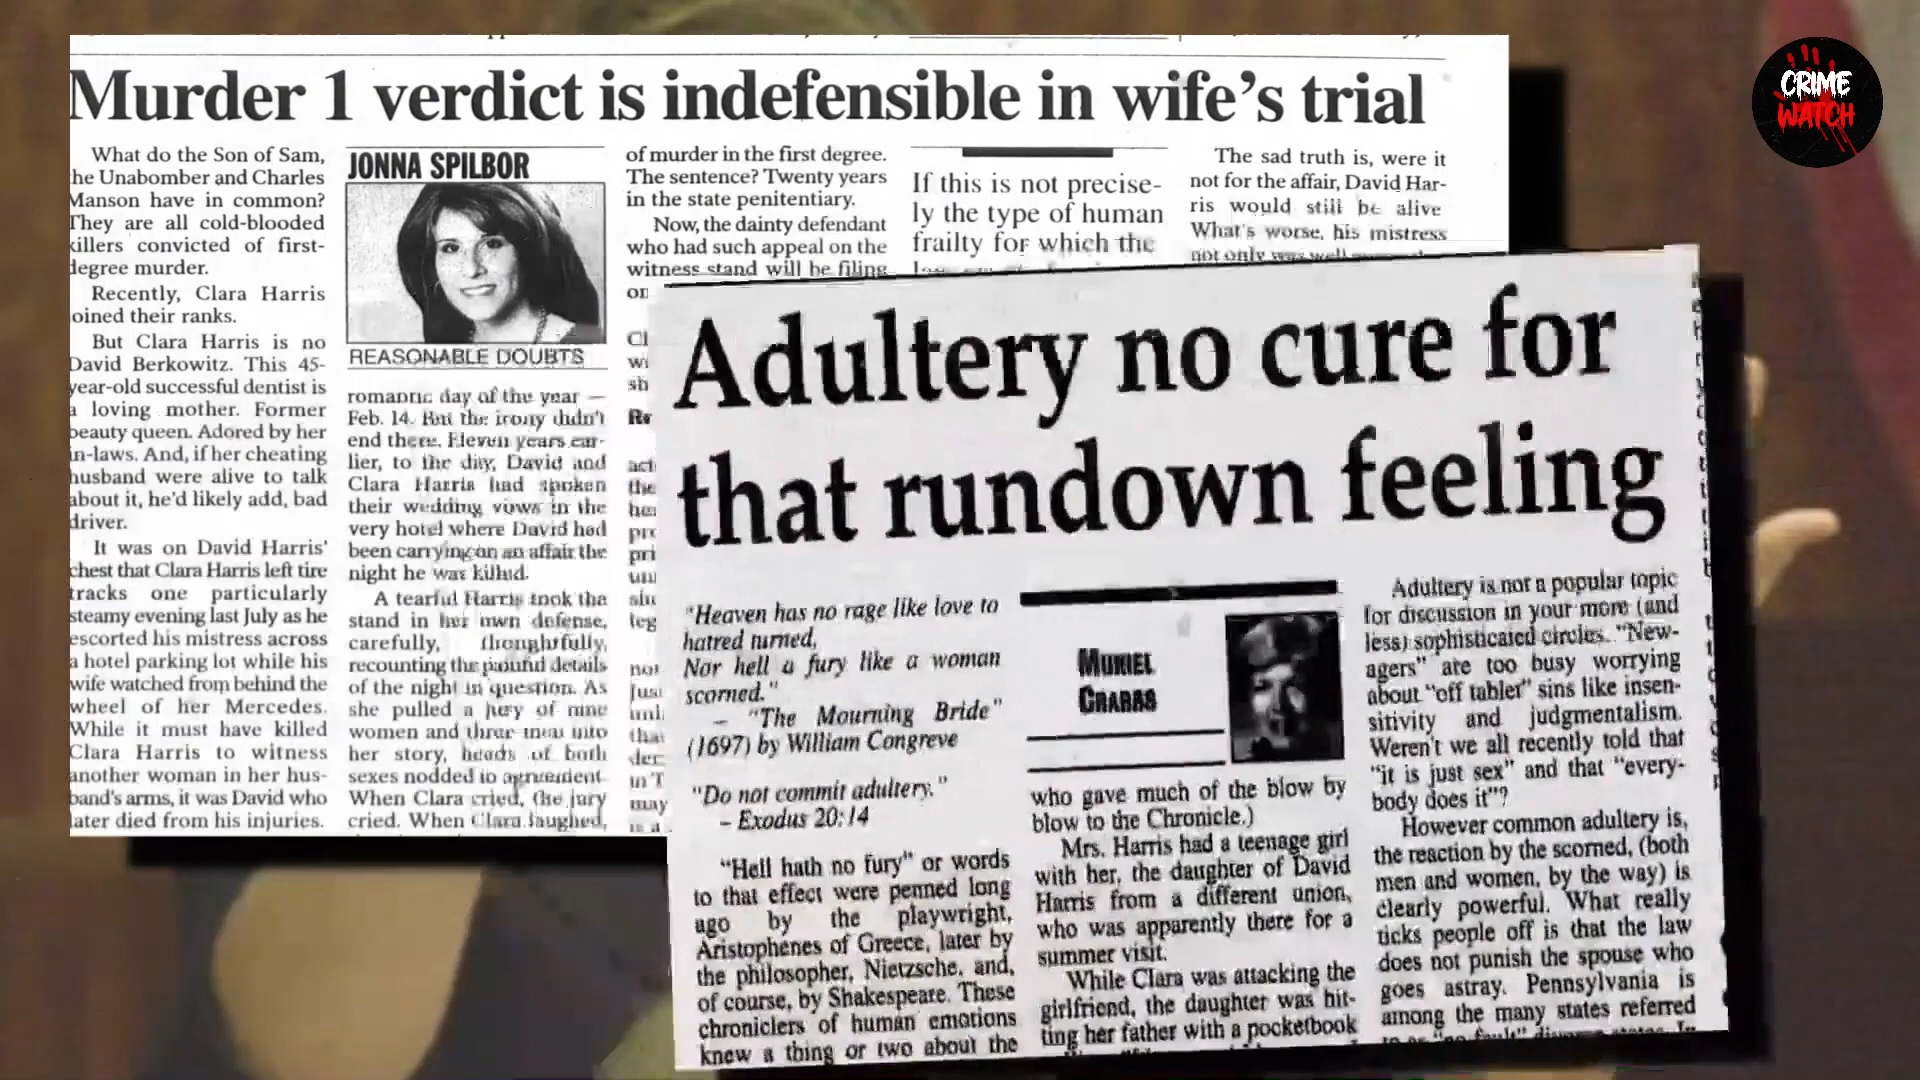 Murder 1 verdict is indefensible in wife's trial
What do the Son of Sam,
he Unabomber and Charles
Manson have in common?
They are all cold-blooded
killers convicted of first-
degree murder.
Recently, Clara Harris
oined their ranks.
But Clara Harris is no
David Berkowitz. This 45-
year-old successful dentist is
a loving mother. Former
beauty queen. Adored by her
in-laws. And, if her cheating
husband were alive to talk
about it, he'd likely add, bad
driver.
It was on David Harris'
chest that Clara Harris left tire
tracks one particularly
steamy evening last July as he
escorted his mistress across
a hotel parking lot while his
wife watched from behind the
wheel of her Mercedes.
While it must have killed
Clara Harris to witness
another woman in her hus-
band's arms, it was David who
later died from his injuries.
JONNA SPILBOR
REASONABLE DOUBTS
romantic day of the year —
Feb. 14. But the irony didn't
end there. Eleven years ear-
lier, to the day, David and
Clara Harris had spoken
their wedding vows in the
very hotel where David had
been carrying on an affair the
night he was killed.
A tearful Harris took the
stand in her own defense,
carefully, thoughtfully,
recounting the painful details
of the night in question. As
she pulled a jury of nine
women and three men into
her story, heads of both
sexes nodded in agreement.
When Clara cried, the jury
cried. When Clara laughed,
of murder in the first degree.
The sentence? Twenty years
in the state penitentiary.
Now, the dainty defendant
who had such appeal on the
witness stand will be filing
If this is not precise-
ly the type of human
frailty for which the
The sad truth is, were it
not for the affair, David Har-
ris would still be alive
What's worse, his mistress
not only was well
CRIME
WATCH
Adultery no cure for
that rundown feeling
"Heaven has no rage like love to
hatred turned,
Nor hell a fury like a woman
scorned."
– "The Mourning Bride"
(1697) by William Congreve
"Do not commit adultery."
– Exodus 20:14
"Hell hath no fury" or words
to that effect were penned long
ago by the playwright,
Aristophenes of Greece, later by
the philosopher, Nietzsche, and,
of course, by Shakespeare. These
chroniclers of human emotions
knew a thing or two about the
MURIEL
who gave much of the blow by
blow to the Chronicle.)
Mrs. Harris had a teenage girl
with her, the daughter of David
Harris from a different union,
who was apparently there for a
summer visit.
While Clara was attacking the
girlfriend, the daughter was hit-
ting her father with a pocketbook
Adultery is not a popular topic
for discussion in your more (and
less) sophisticated circles. "New-
agers" are too busy worrying
about "off tablet" sins like insen-
sitivity and judgmentalism.
Weren't we all recently told that
"it is just sex" and that "every-
body does it"?
However common adultery is,
the reaction by the scorned, (both
men and women, by the way) is
clearly powerful. What really
ticks people off is that the law
does not punish the spouse who
goes astray. Pennsylvania is
among the many states referred